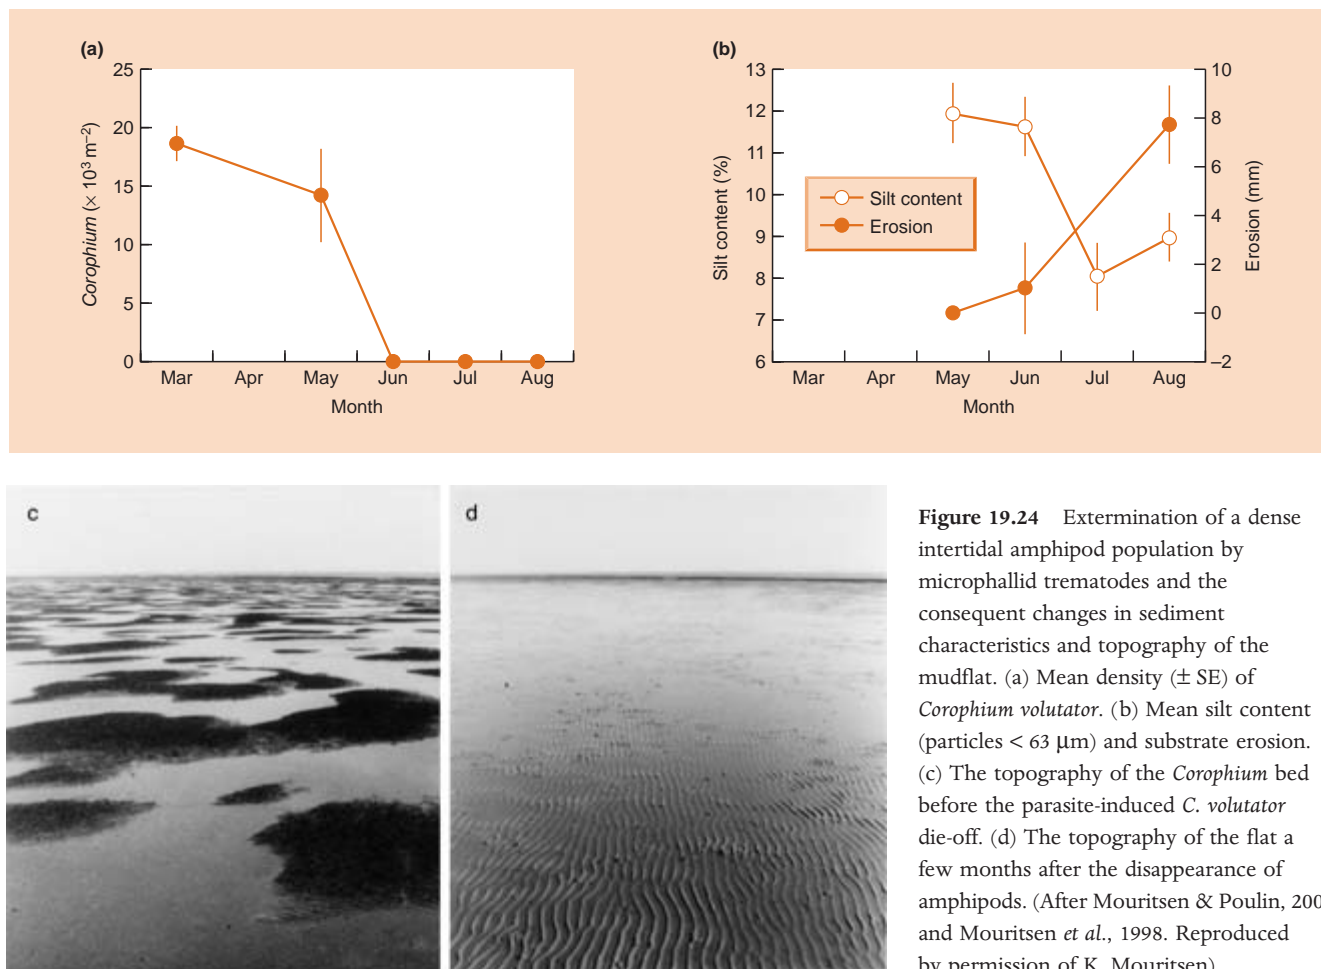 (a)
25
20
15
10
5
0
Corophium (× 10³ m⁻²)
Mar Apr May Jun Jul Aug
Month
(b)
13
12
11
10
9
8
7
6
Silt content (%)
Silt content
Erosion
10
8
6
4
2
0
–2
Erosion (mm)
Mar Apr May Jun Jul Aug
Month
c
d
Figure 19.24 Extermination of a dense
intertidal amphipod population by
microphallid trematodes and the
consequent changes in sediment
characteristics and topography of the
mudflat. (a) Mean density (± SE) of
Corophium volutator. (b) Mean silt content
(particles < 63 μm) and substrate erosion.
(c) The topography of the Corophium bed
before the parasite-induced C. volutator
die-off. (d) The topography of the flat a
few months after the disappearance of
amphipods. (After Mouritsen & Poulin, 200
and Mouritsen et al., 1998. Reproduced
by permission of K. Mouritsen)